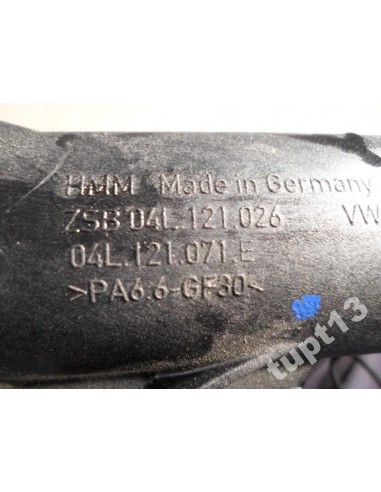 HMM Made in Germany
ZSB 04L.121.026 VW
04L.121.071.E
>PA6.6-GF30<
tupt13